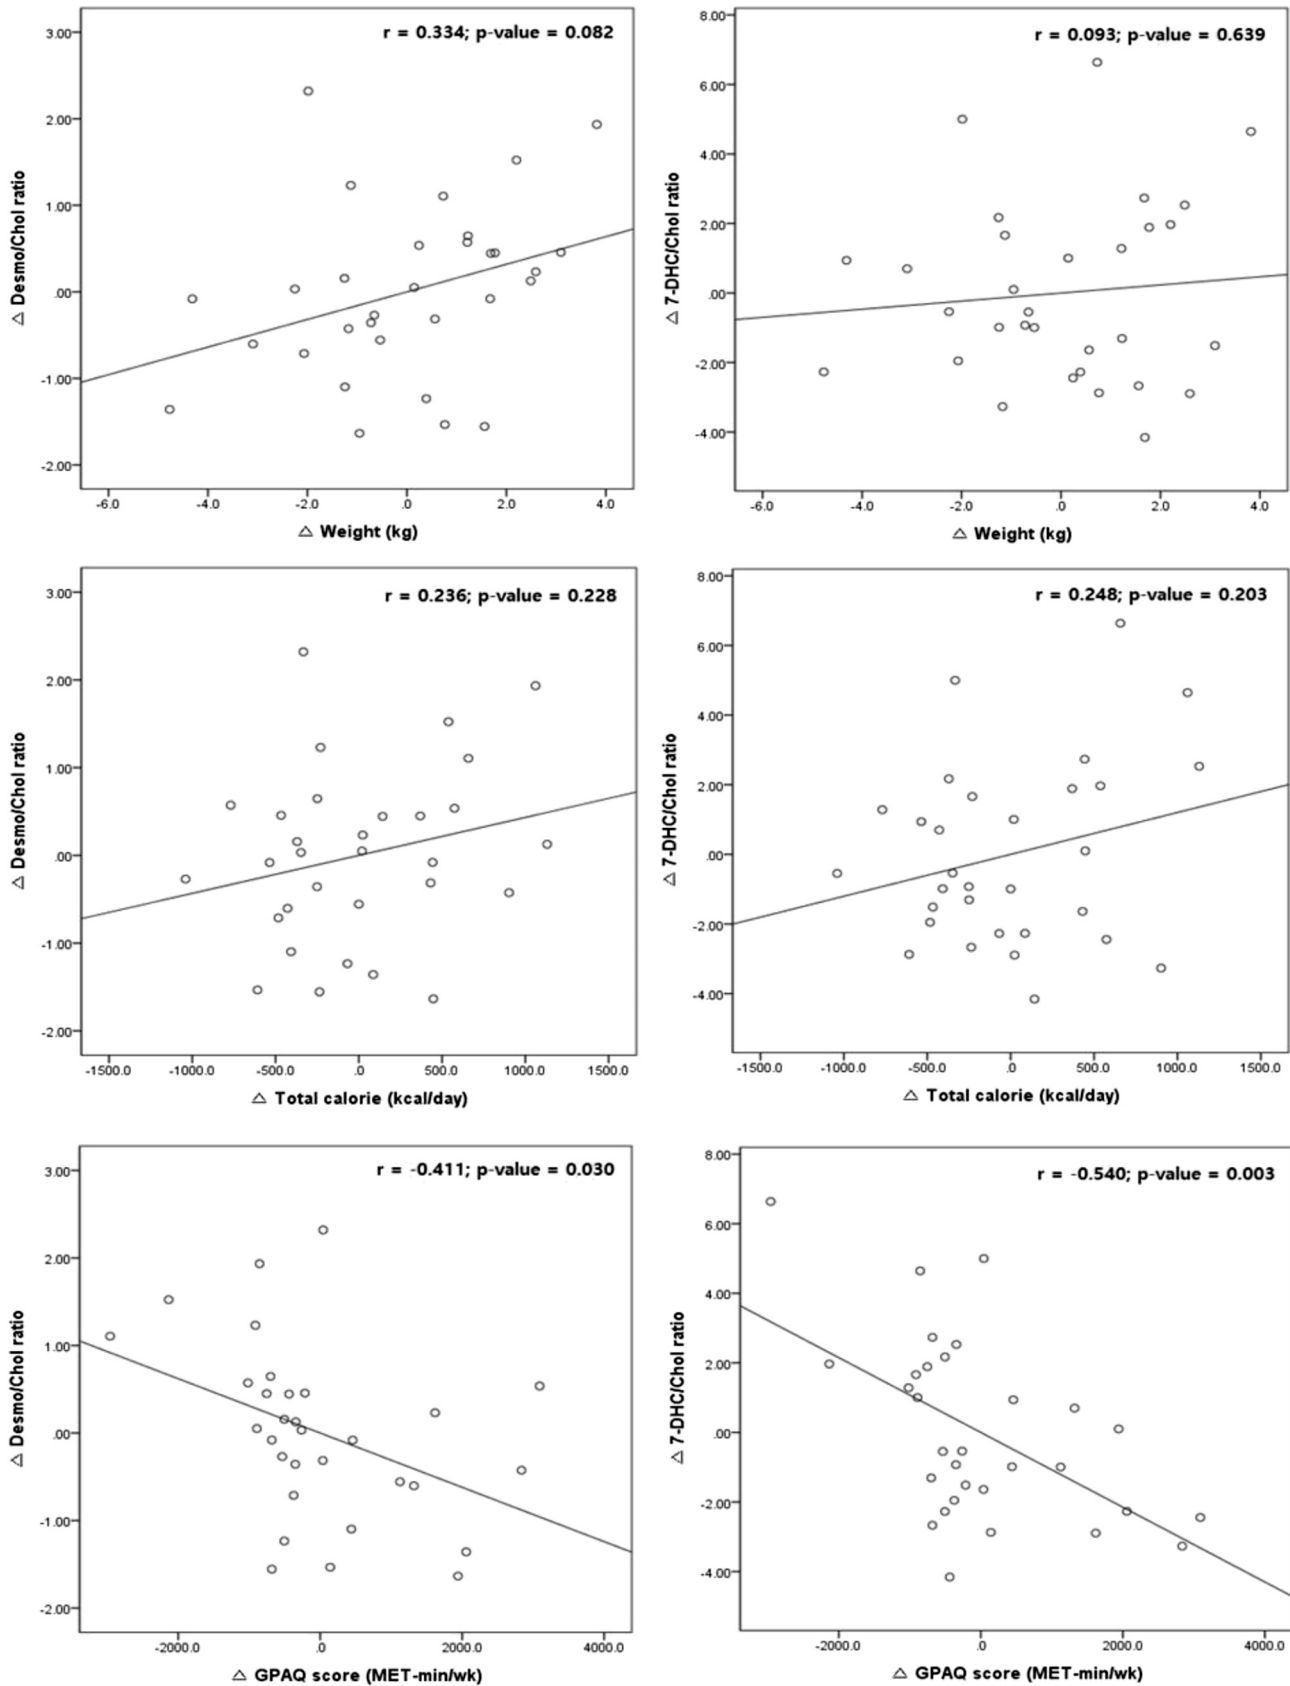 r = 0.334; p-value = 0.082
3.00
2.00
1.00
.00
-1.00
-2.00
△ Desmo/Chol ratio
-6.0 -4.0 -2.0 .0 2.0 4.0
△ Weight (kg)
r = 0.093; p-value = 0.639
8.00
6.00
4.00
2.00
.00
-2.00
-4.00
△ 7-DHC/Chol ratio
-6.0 -4.0 -2.0 .0 2.0 4.0
△ Weight (kg)
r = 0.236; p-value = 0.228
3.00
2.00
1.00
.00
-1.00
-2.00
△ Desmo/Chol ratio
-1500.0 -1000.0 -500.0 .0 500.0 1000.0 1500.0
△ Total calorie (kcal/day)
r = 0.248; p-value = 0.203
8.00
6.00
4.00
2.00
.00
-2.00
-4.00
△ 7-DHC/Chol ratio
-1500.0 -1000.0 -500.0 .0 500.0 1000.0 1500.0
△ Total calorie (kcal/day)
r = -0.411; p-value = 0.030
3.00
2.00
1.00
.00
-1.00
-2.00
△ Desmo/Chol ratio
-2000.0 .0 2000.0 4000.0
△ GPAQ score (MET-min/wk)
r = -0.540; p-value = 0.003
8.00
6.00
4.00
2.00
.00
-2.00
-4.00
△ 7-DHC/Chol ratio
-2000.0 .0 2000.0 4000.0
△ GPAQ score (MET-min/wk)